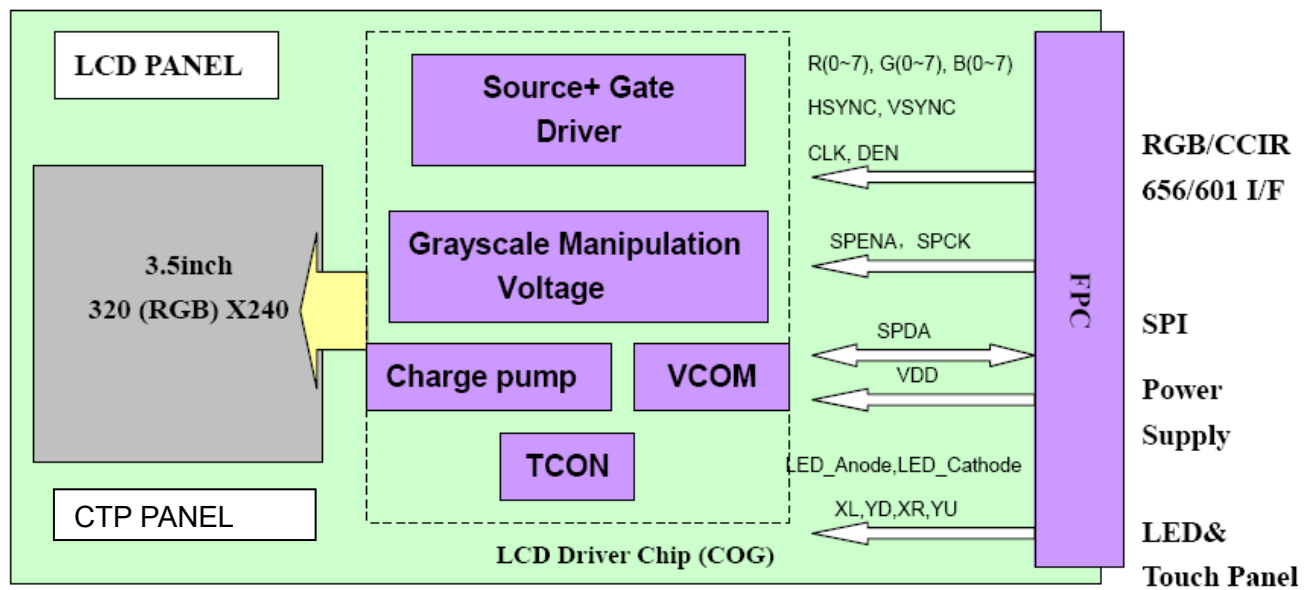 LCD PANEL
3.5inch
320 (RGB) X240
CTP PANEL
Source+ Gate
Driver
Grayscale Manipulation
Voltage
Charge pump
VCOM
TCON
LCD Driver Chip (COG)
R(0~7), G(0~7), B(0~7)
HSYNC, VSYNC
CLK, DEN
SPENA，SPCK
SPDA
VDD
LED_Anode,LED_Cathode
XL,YD,XR,YU
FPC
RGB/CCIR
656/601 I/F
SPI
Power
Supply
LED&
Touch Panel